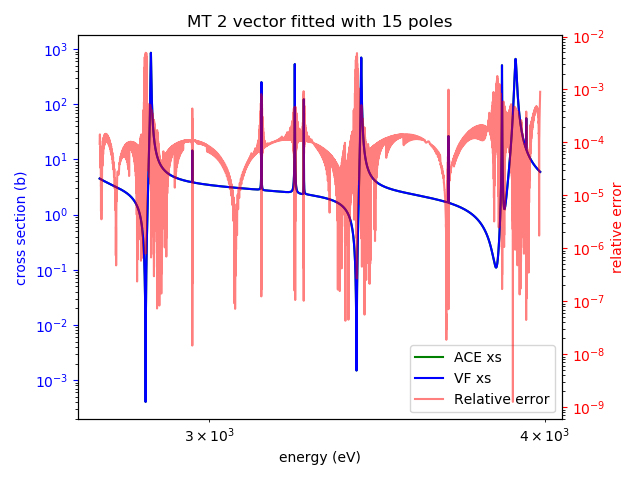 MT 2 vector fitted with 15 poles
10³
10²
10¹
10⁰
10⁻¹
10⁻²
10⁻³
cross section (b)
10⁻²
10⁻³
10⁻⁴
10⁻⁵
10⁻⁶
10⁻⁷
10⁻⁸
10⁻⁹
relative error
ACE xs
VF xs
Relative error
3 × 10³
4 × 10³
energy (eV)